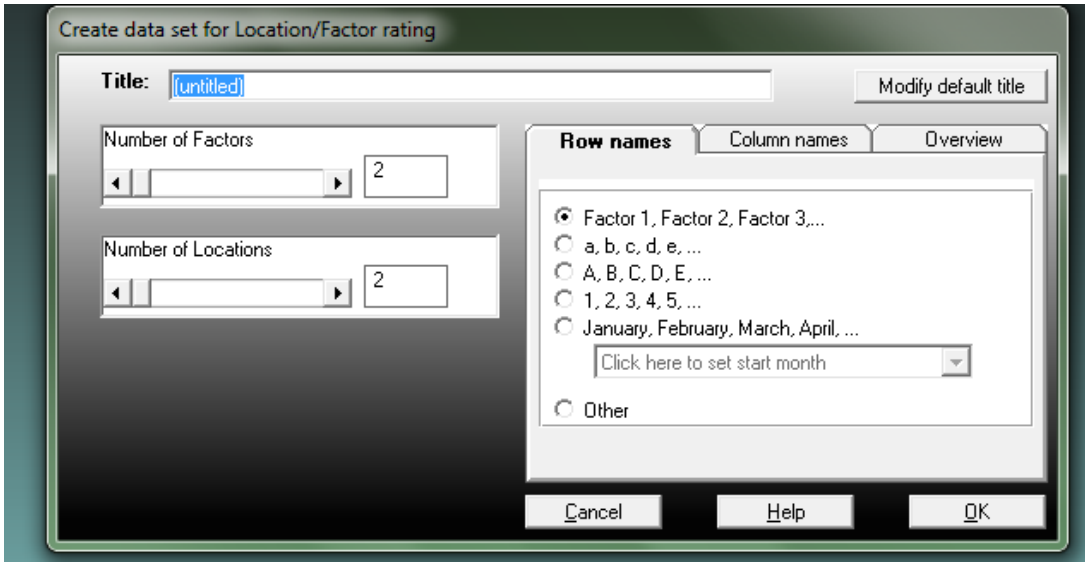 Create data set for Location/Factor rating
Title: (untitled)
Modify default title
Number of Factors
2
Number of Locations
2
Row names
Column names
Overview
Factor 1, Factor 2, Factor 3,...
a, b, c, d, e, ...
A, B, C, D, E, ...
1, 2, 3, 4, 5, ...
January, February, March, April, ...
Click here to set start month
Other
Cancel
Help
OK